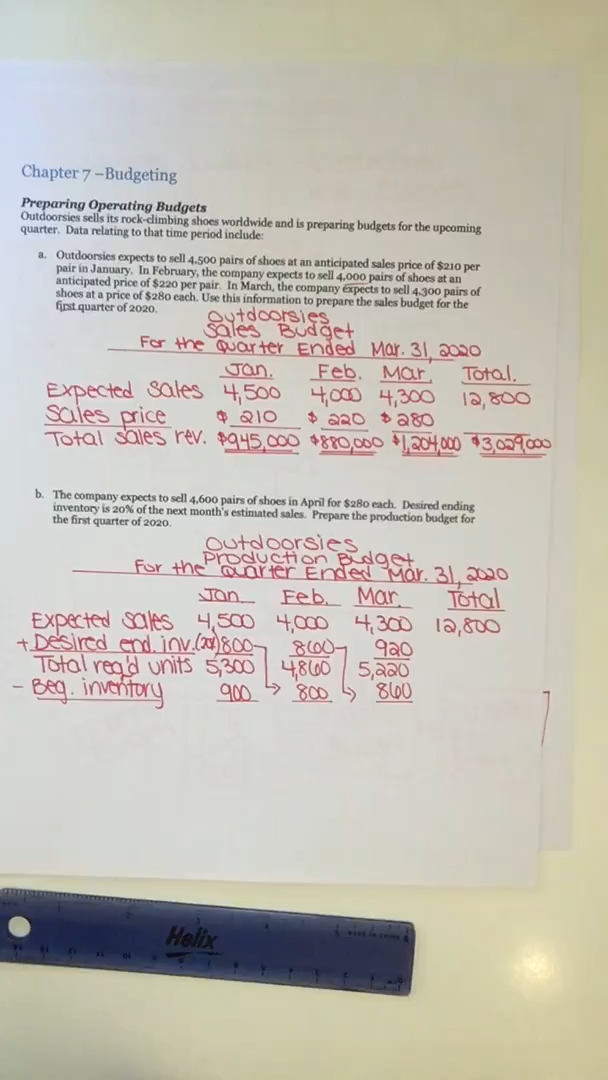 Chapter 7 –Budgeting
Preparing Operating Budgets
Outdoorsies sells its rock-climbing shoes worldwide and is preparing budgets for the upcoming
quarter. Data relating to that time period include:
a. Outdoorsies expects to sell 4,500 pairs of shoes at an anticipated sales price of $210 per
pair in January. In February, the company expects to sell 4,000 pairs of shoes at an
anticipated price of $220 per pair. In March, the company expects to sell 4,300 pairs of
shoes at a price of $280 each. Use this information to prepare the sales budget for the
first quarter of 2020.
Outdoorsies
Sales Budget
For the Quarter Ended Mar. 31, 2020
Jan. Feb. Mar. Total.
Expected Sales 4,500 4,000 4,300 12,800
Sales price $ 210 $ 220 $ 280
Total sales rev. $945,000 $880,000 $1,204,000 $3,029,000
b. The company expects to sell 4,600 pairs of shoes in April for $280 each. Desired ending
inventory is 20% of the next month's estimated sales. Prepare the production budget for
the first quarter of 2020.
Outdoorsies
Production Budget
For the Quarter Ended Mar. 31, 2020
Jan. Feb. Mar. Total
Expected Sales 4,500 4,000 4,300 12,800
+ Desired end. inv. 800 860 920
Total req'd units 5,300 4,860 5,220
- Beg. inventory 900 800 860
Helix